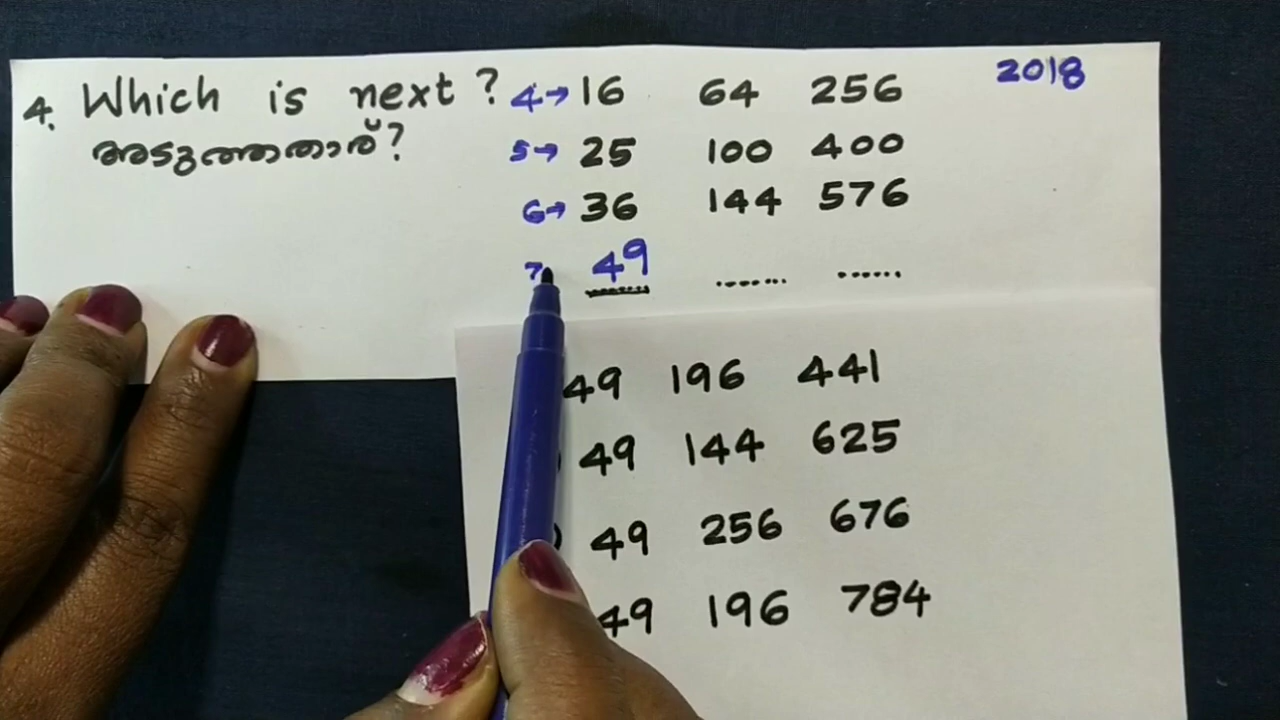 4. Which is next ? 4→ 16 64 256 2018
അടുത്തതാര്? 5→ 25 100 400
6→ 36 144 576
7 49 ....... ......
49 196 441
49 144 625
) 49 256 676
49 196 784